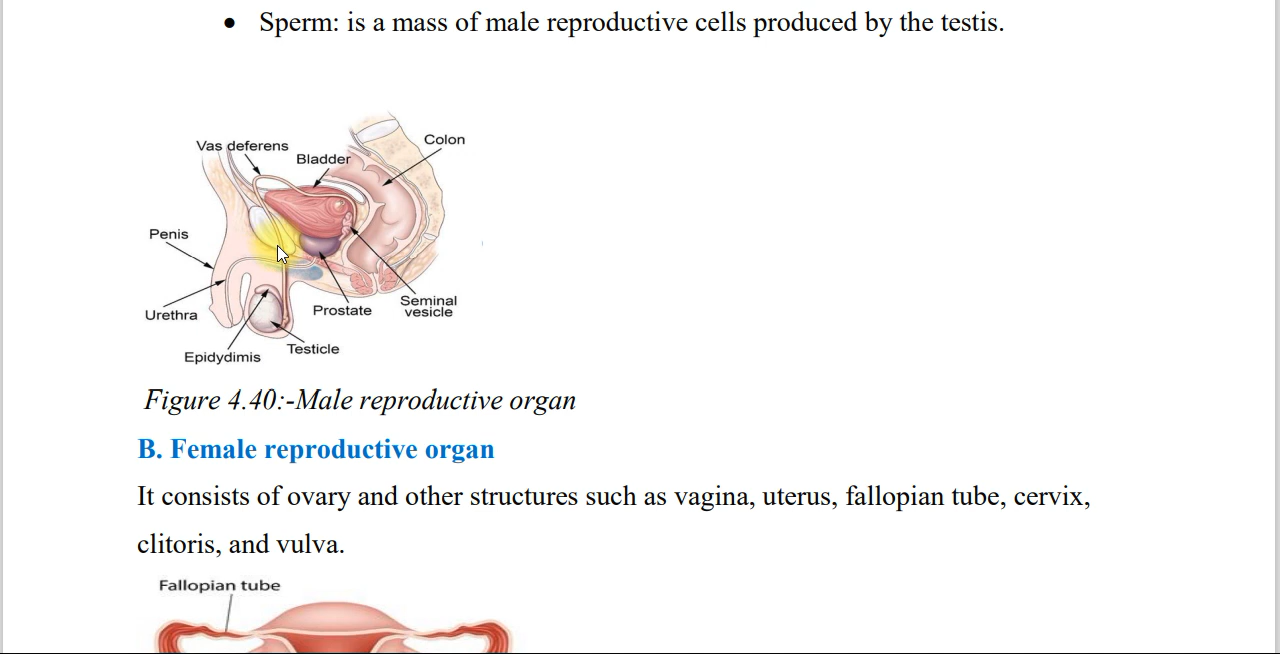 • Sperm: is a mass of male reproductive cells produced by the testis.
Vas deferens
Bladder
Colon
Penis
Urethra
Prostate
Seminal
vesicle
Epidydimis
Testicle
Figure 4.40:-Male reproductive organ
B. Female reproductive organ
It consists of ovary and other structures such as vagina, uterus, fallopian tube, cervix,
clitoris, and vulva.
Fallopian tube